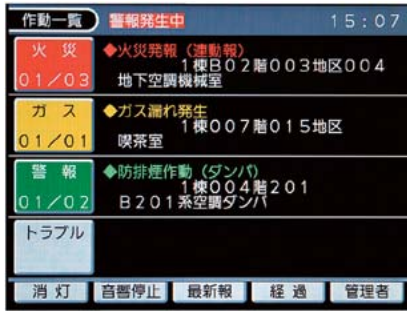 作動一覧 警報発生中 15:07
火 災 ◆火災発報(連動報)
1棟B02階003地区004
01/03 地下空調機械室
ガ ス ◆ガス漏れ発生
1棟007階015地区
01/01 喫茶室
警 報 ◆防排煙作動(ダンパ)
1棟004階201
01/02 B201系空調ダンパ
トラブル
消 灯 音響停止 最新報 経 過 管理者